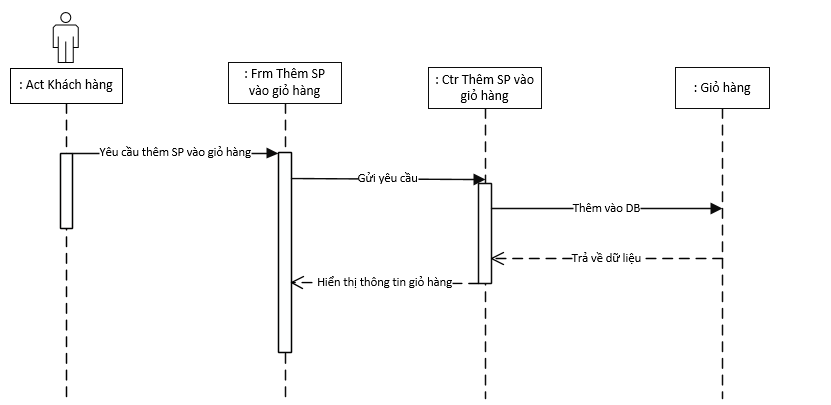 : Act Khách hàng
: Frm Thêm SP
vào giỏ hàng
: Ctr Thêm SP vào
giỏ hàng
: Giỏ hàng
Yêu cầu thêm SP vào giỏ hàng
Gửi yêu cầu
Thêm vào DB
Trả về dữ liệu
Hiển thị thông tin giỏ hàng